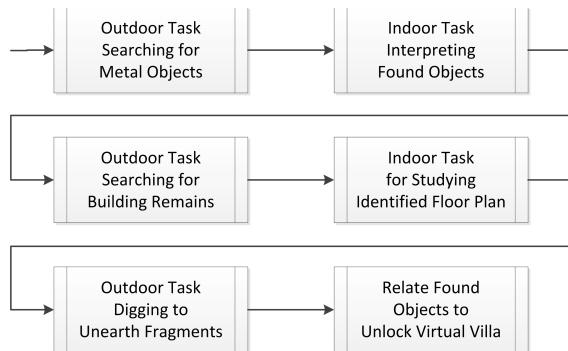 Outdoor Task
Searching for
Metal Objects
Indoor Task
Interpreting
Found Objects
Outdoor Task
Searching for
Building Remains
Indoor Task
for Studying
Identified Floor Plan
Outdoor Task
Digging to
Unearth Fragments
Relate Found
Objects to
Unlock Virtual Villa